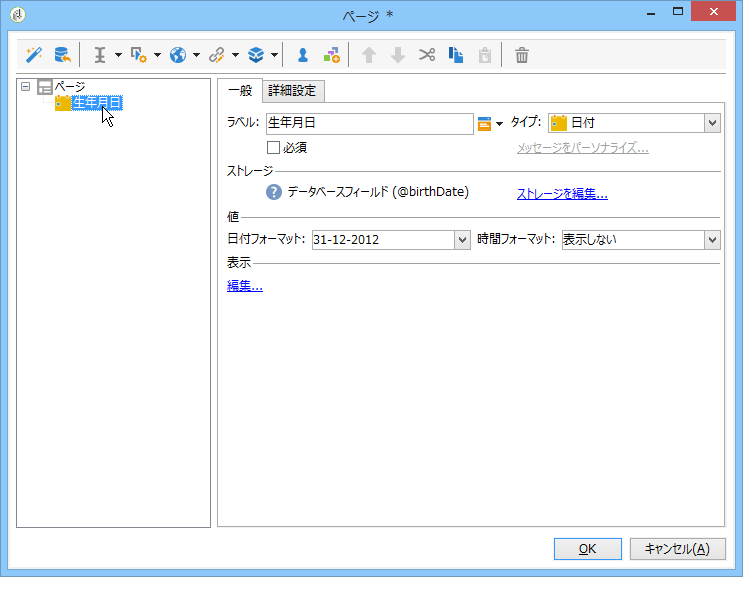 ページ *
ページ
生年月日
一般
詳細設定
ラベル: 生年月日 タイプ: 日付
必須 メッセージをパーソナライズ...
ストレージ
データベースフィールド (@birthDate) ストレージを編集...
値
日付フォーマット: 31-12-2012 時間フォーマット: 表示しない
表示
編集...
OK キャンセル(A)